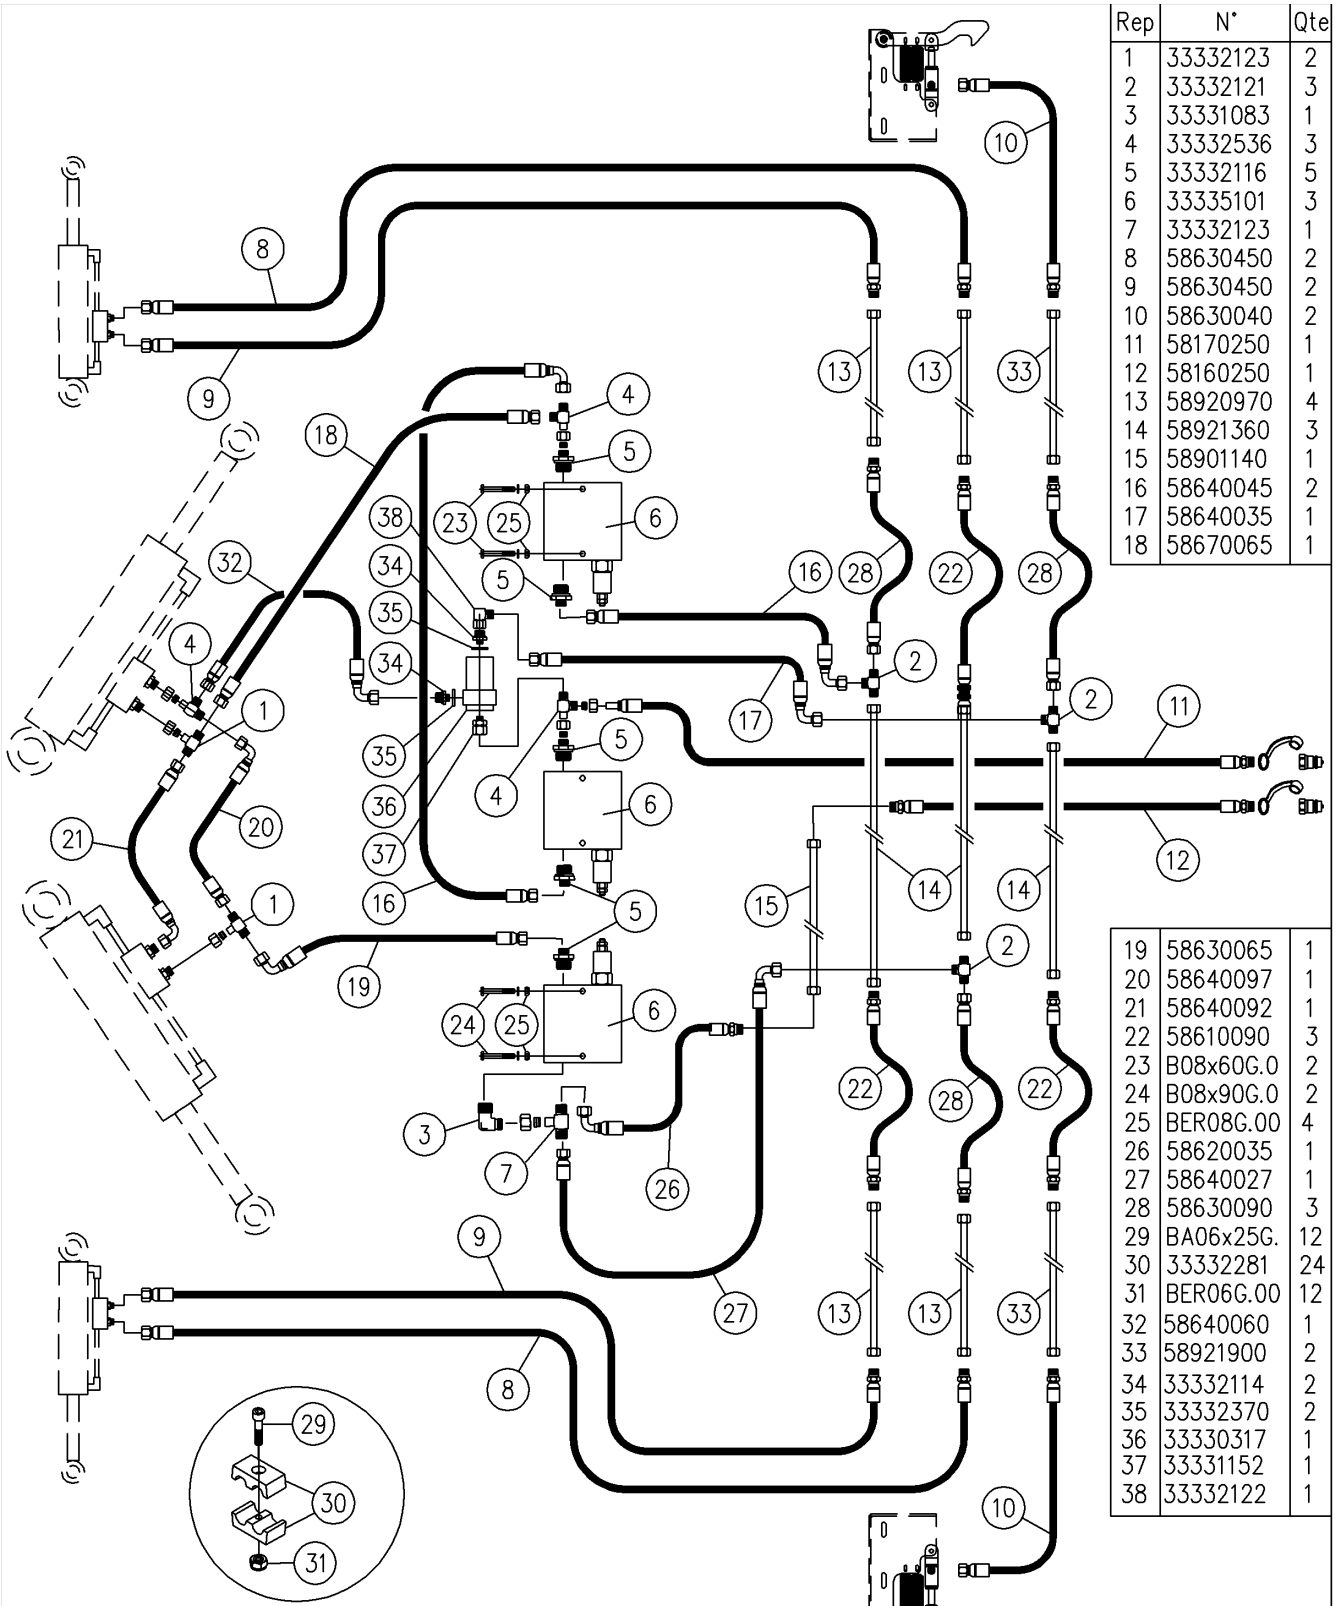 Rep N° Qte
1 33332123 2
2 33332121 3
3 33331083 1
4 33332536 3
5 33332116 5
6 33335101 3
7 33332123 1
8 58630450 2
9 58630450 2
10 58630040 2
11 58170250 1
12 58160250 1
13 58920970 4
14 58921360 3
15 58901140 1
16 58640045 2
17 58640035 1
18 58670065 1
19 58630065 1
20 58640097 1
21 58640092 1
22 58610090 3
23 B08x60G.0 2
24 B08x90G.0 2
25 BER08G.00 4
26 58620035 1
27 58640027 1
28 58630090 3
29 BA06x25G. 12
30 33332281 24
31 BER06G.00 12
32 58640060 1
33 58921900 2
34 33332114 2
35 33332370 2
36 33330317 1
37 33331152 1
38 33332122 1
10
8
13 13 33
9
4
18
5
38 23 25 6
32 34 5 16 28 22 28
35
4 34 2
1 17 2
35 5 11
36 4 6
21 20
37 12
16 15 14 14
1 5
2
19
24 25 6
22 28 22
3
7 26
9
27 13 13 33
8
29
30 10
31